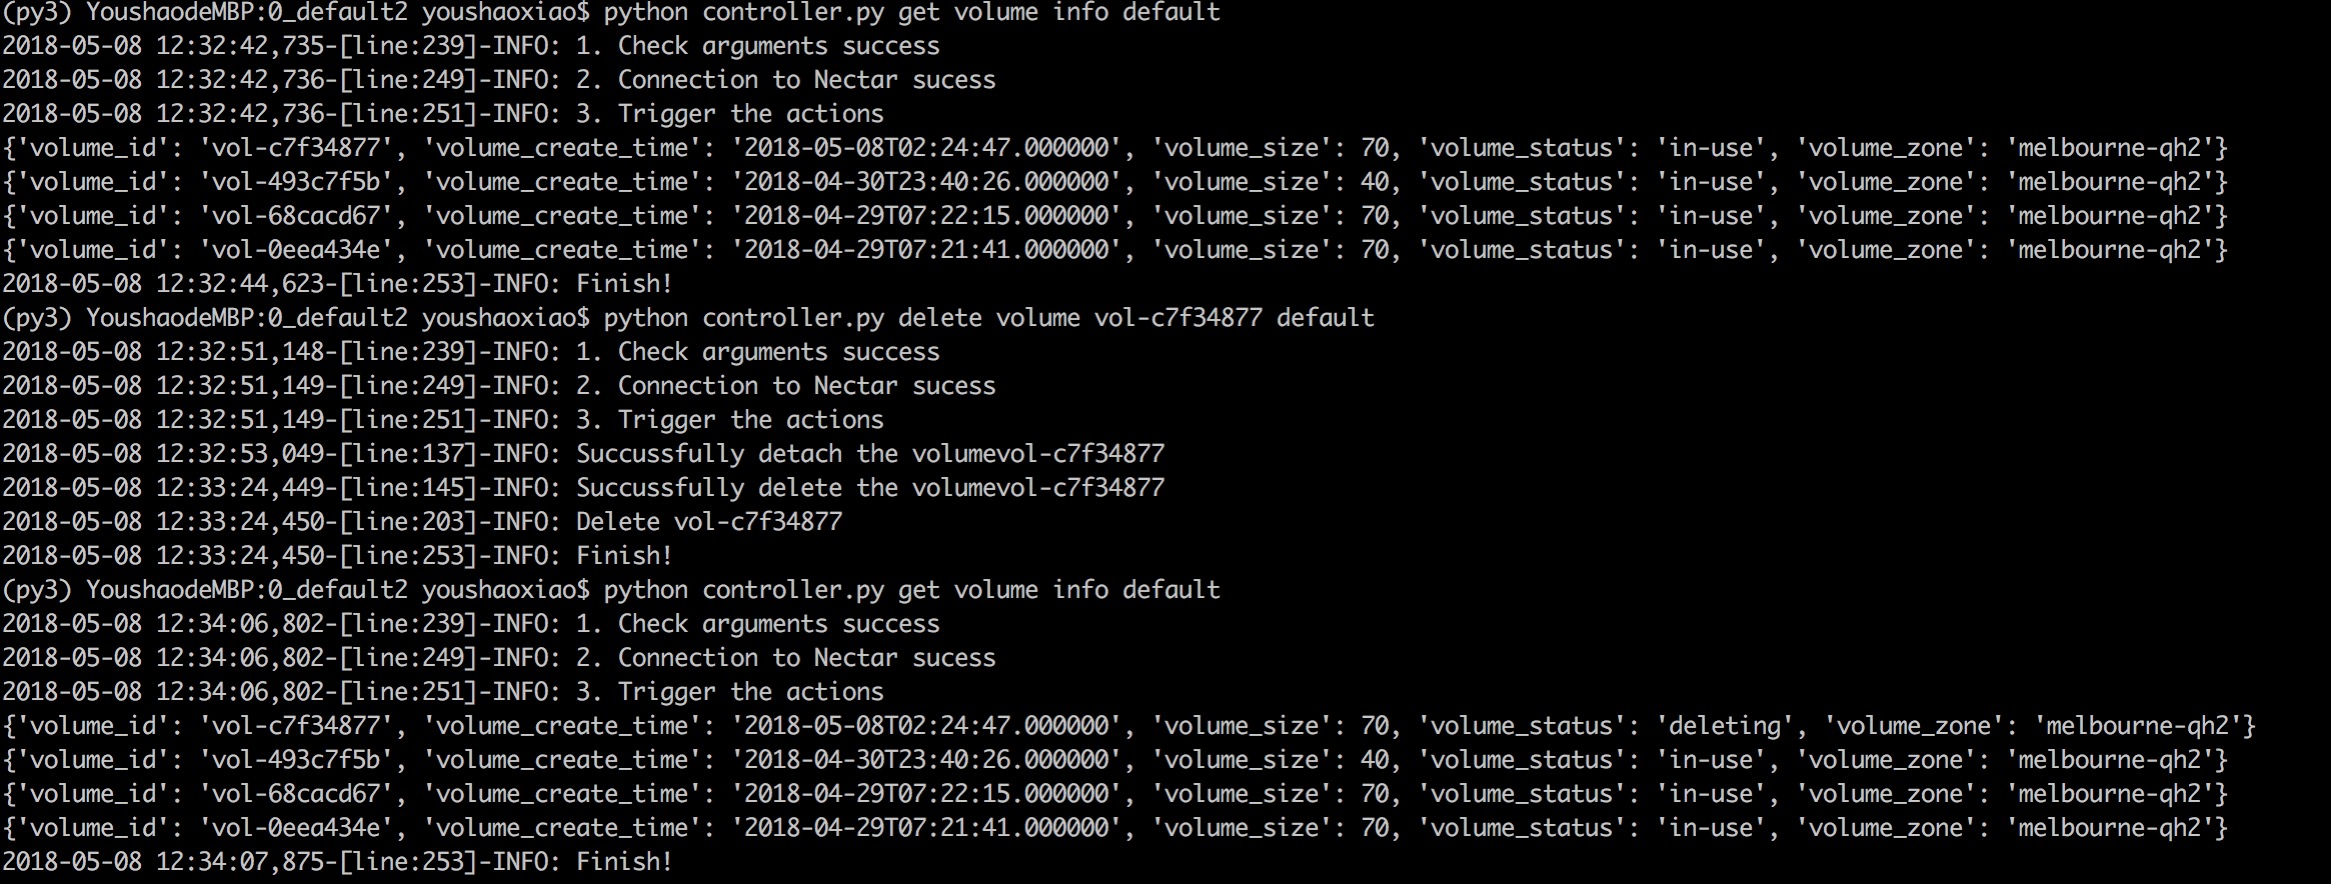 (py3) YoushaodeMBP:0_default2 youshaoxiao$ python controller.py get volume info default
2018-05-08 12:32:42,735-[line:239]-INFO: 1. Check arguments success
2018-05-08 12:32:42,736-[line:249]-INFO: 2. Connection to Nectar sucess
2018-05-08 12:32:42,736-[line:251]-INFO: 3. Trigger the actions
{'volume_id': 'vol-c7f34877', 'volume_create_time': '2018-05-08T02:24:47.000000', 'volume_size': 70, 'volume_status': 'in-use', 'volume_zone': 'melbourne-qh2'}
{'volume_id': 'vol-493c7f5b', 'volume_create_time': '2018-04-30T23:40:26.000000', 'volume_size': 40, 'volume_status': 'in-use', 'volume_zone': 'melbourne-qh2'}
{'volume_id': 'vol-68cacd67', 'volume_create_time': '2018-04-29T07:22:15.000000', 'volume_size': 70, 'volume_status': 'in-use', 'volume_zone': 'melbourne-qh2'}
{'volume_id': 'vol-0eea434e', 'volume_create_time': '2018-04-29T07:21:41.000000', 'volume_size': 70, 'volume_status': 'in-use', 'volume_zone': 'melbourne-qh2'}
2018-05-08 12:32:44,623-[line:253]-INFO: Finish!
(py3) YoushaodeMBP:0_default2 youshaoxiao$ python controller.py delete volume vol-c7f34877 default
2018-05-08 12:32:51,148-[line:239]-INFO: 1. Check arguments success
2018-05-08 12:32:51,149-[line:249]-INFO: 2. Connection to Nectar sucess
2018-05-08 12:32:51,149-[line:251]-INFO: 3. Trigger the actions
2018-05-08 12:32:53,049-[line:137]-INFO: Succussfully detach the volumevol-c7f34877
2018-05-08 12:33:24,449-[line:145]-INFO: Succussfully delete the volumevol-c7f34877
2018-05-08 12:33:24,450-[line:203]-INFO: Delete vol-c7f34877
2018-05-08 12:33:24,450-[line:253]-INFO: Finish!
(py3) YoushaodeMBP:0_default2 youshaoxiao$ python controller.py get volume info default
2018-05-08 12:34:06,802-[line:239]-INFO: 1. Check arguments success
2018-05-08 12:34:06,802-[line:249]-INFO: 2. Connection to Nectar sucess
2018-05-08 12:34:06,802-[line:251]-INFO: 3. Trigger the actions
{'volume_id': 'vol-c7f34877', 'volume_create_time': '2018-05-08T02:24:47.000000', 'volume_size': 70, 'volume_status': 'deleting', 'volume_zone': 'melbourne-qh2'}
{'volume_id': 'vol-493c7f5b', 'volume_create_time': '2018-04-30T23:40:26.000000', 'volume_size': 40, 'volume_status': 'in-use', 'volume_zone': 'melbourne-qh2'}
{'volume_id': 'vol-68cacd67', 'volume_create_time': '2018-04-29T07:22:15.000000', 'volume_size': 70, 'volume_status': 'in-use', 'volume_zone': 'melbourne-qh2'}
{'volume_id': 'vol-0eea434e', 'volume_create_time': '2018-04-29T07:21:41.000000', 'volume_size': 70, 'volume_status': 'in-use', 'volume_zone': 'melbourne-qh2'}
2018-05-08 12:34:07,875-[line:253]-INFO: Finish!